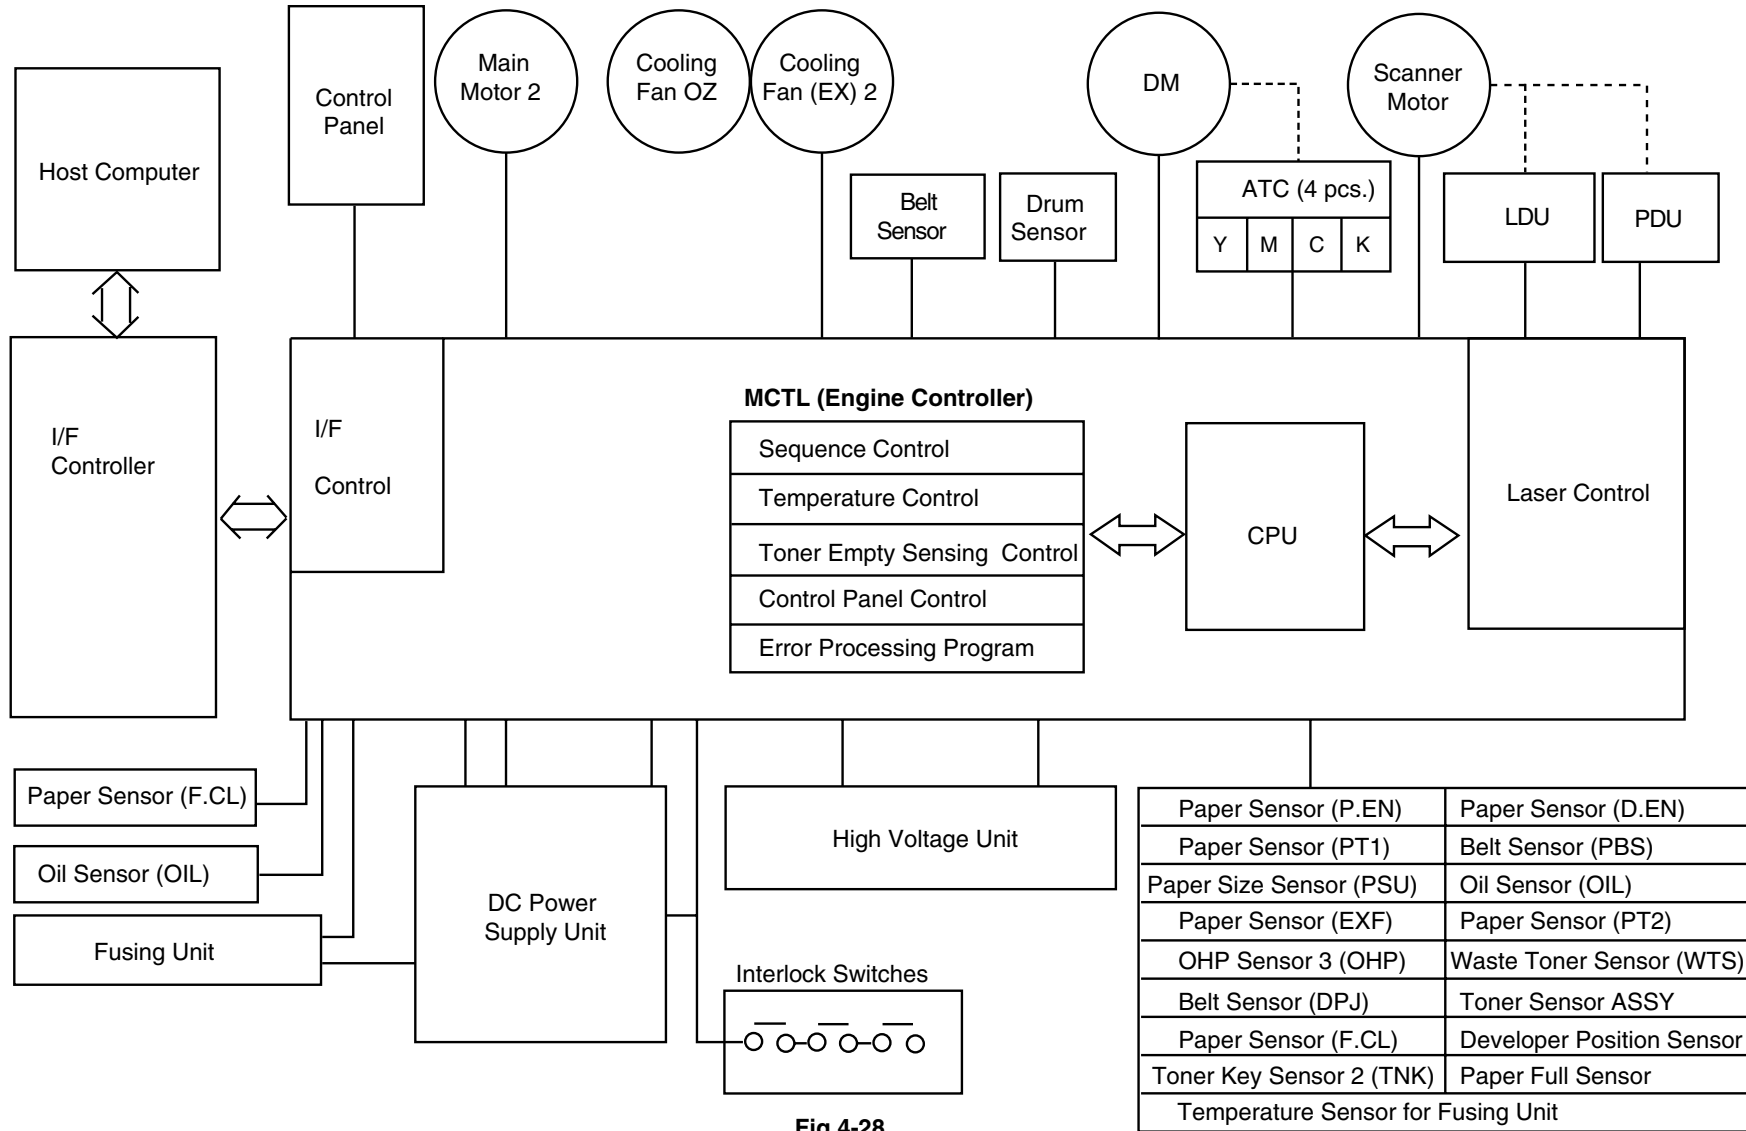 Host Computer
Control
Panel
Main
Motor 2
Cooling
Fan OZ
Cooling
Fan (EX) 2
DM
Scanner
Motor
Belt
Sensor
Drum
Sensor
ATC (4 pcs.)
Y M C K
LDU
PDU
I/F
Controller
I/F
Control
MCTL (Engine Controller)
Sequence Control
Temperature Control
Toner Empty Sensing Control
Control Panel Control
Error Processing Program
CPU
Laser Control
Paper Sensor (F.CL)
Oil Sensor (OIL)
Fusing Unit
DC Power
Supply Unit
High Voltage Unit
Interlock Switches
Paper Sensor (P.EN) Paper Sensor (D.EN)
Paper Sensor (PT1) Belt Sensor (PBS)
Paper Size Sensor (PSU) Oil Sensor (OIL)
Paper Sensor (EXF) Paper Sensor (PT2)
OHP Sensor 3 (OHP) Waste Toner Sensor (WTS)
Belt Sensor (DPJ) Toner Sensor ASSY
Paper Sensor (F.CL) Developer Position Sensor
Toner Key Sensor 2 (TNK) Paper Full Sensor
Temperature Sensor for Fusing Unit
Fig 4-28